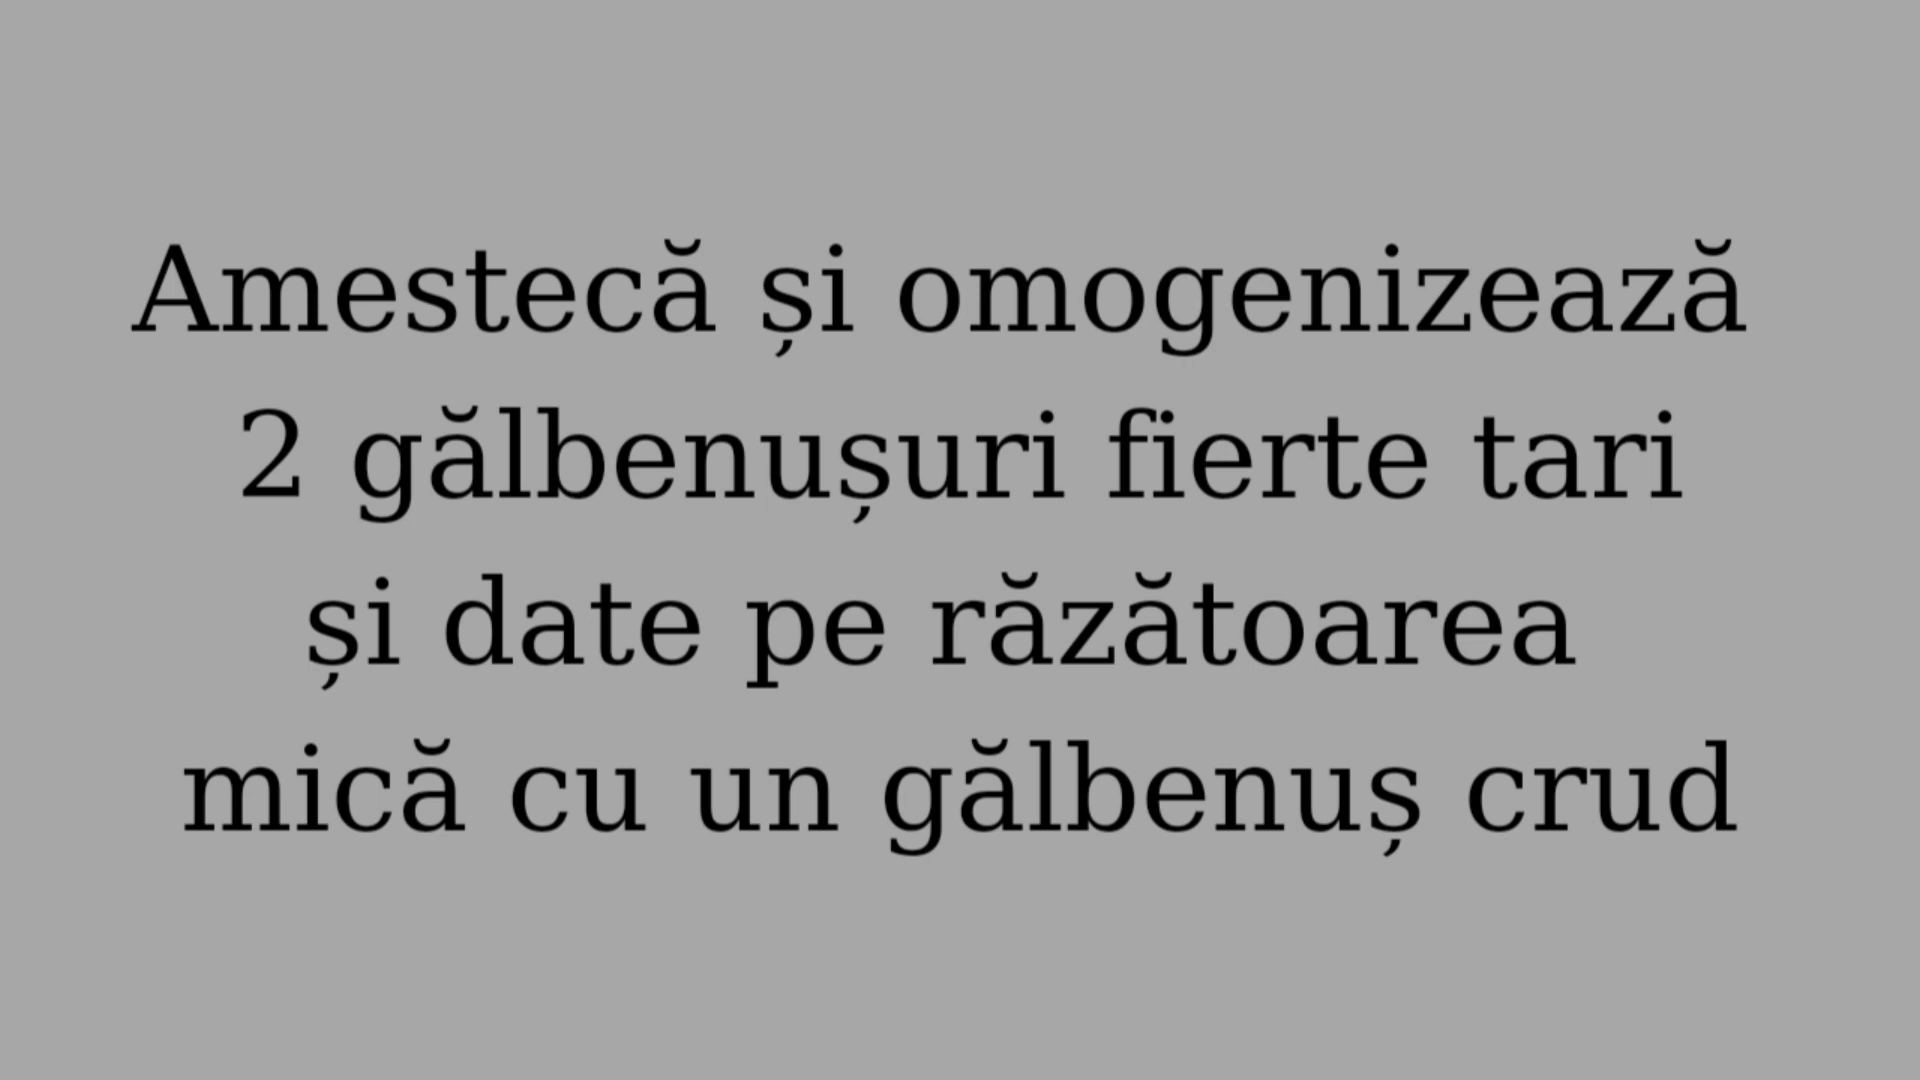 Amestecă și omogenizează
2 gălbenușuri fierte tari
și date pe răzătoarea
mică cu un gălbenuș crud